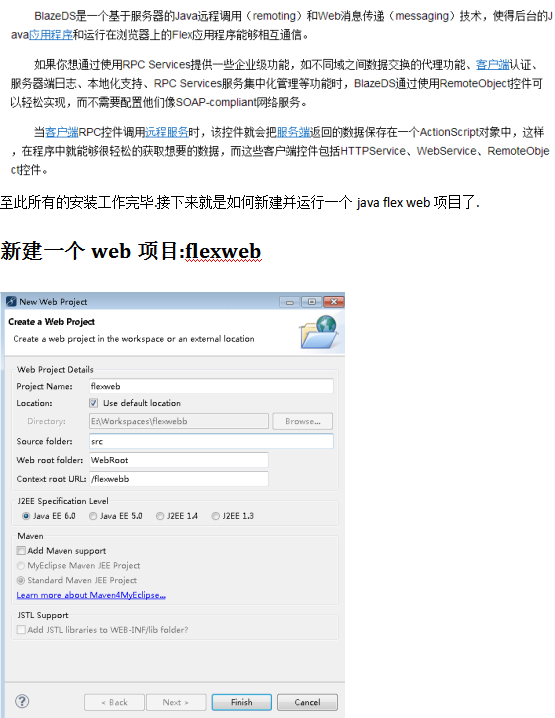 BlazeDS是一个基于服务器的Java远程调用（remoting）和Web消息传递（messaging）技术，使得后台的J
ava应用程序和运行在浏览器上的Flex应用程序能够相互通信。
如果你想通过使用RPC Services提供一些企业级功能，如不同域之间数据交换的代理功能、客户端认证、
服务器端日志、本地化支持、RPC Services服务集中化管理等功能时，BlazeDS通过使用RemoteObject控件可
以轻松实现，而不需要配置他们像SOAP-compliant网络服务。
当客户端RPC控件调用远程服务时，该控件就会把服务端返回的数据保存在一个ActionScript对象中，这样
，在程序中就能够很轻松的获取想要的数据，而这些客户端控件包括HTTPService、WebService、RemoteObje
ct控件。
至此所有的安装工作完毕.接下来就是如何新建并运行一个 java flex web 项目了.
新建一个 web 项目:flexweb
New Web Project
Create a Web Project
Create a web project in the workspace or an external location
Web Project Details
Project Name: flexweb
Location: Use default location
Directory: E:\Workspaces\flexwebb Browse...
Source folder: src
Web root folder: WebRoot
Context root URL: /flexwebb
J2EE Specification Level
Java EE 6.0 Java EE 5.0 J2EE 1.4 J2EE 1.3
Maven
Add Maven support
MyEclipse Maven JEE Project
Standard Maven JEE Project
Learn more about Maven4MyEclipse...
JSTL Support
Add JSTL libraries to WEB-INF/lib folder?
? < Back Next > Finish Cancel